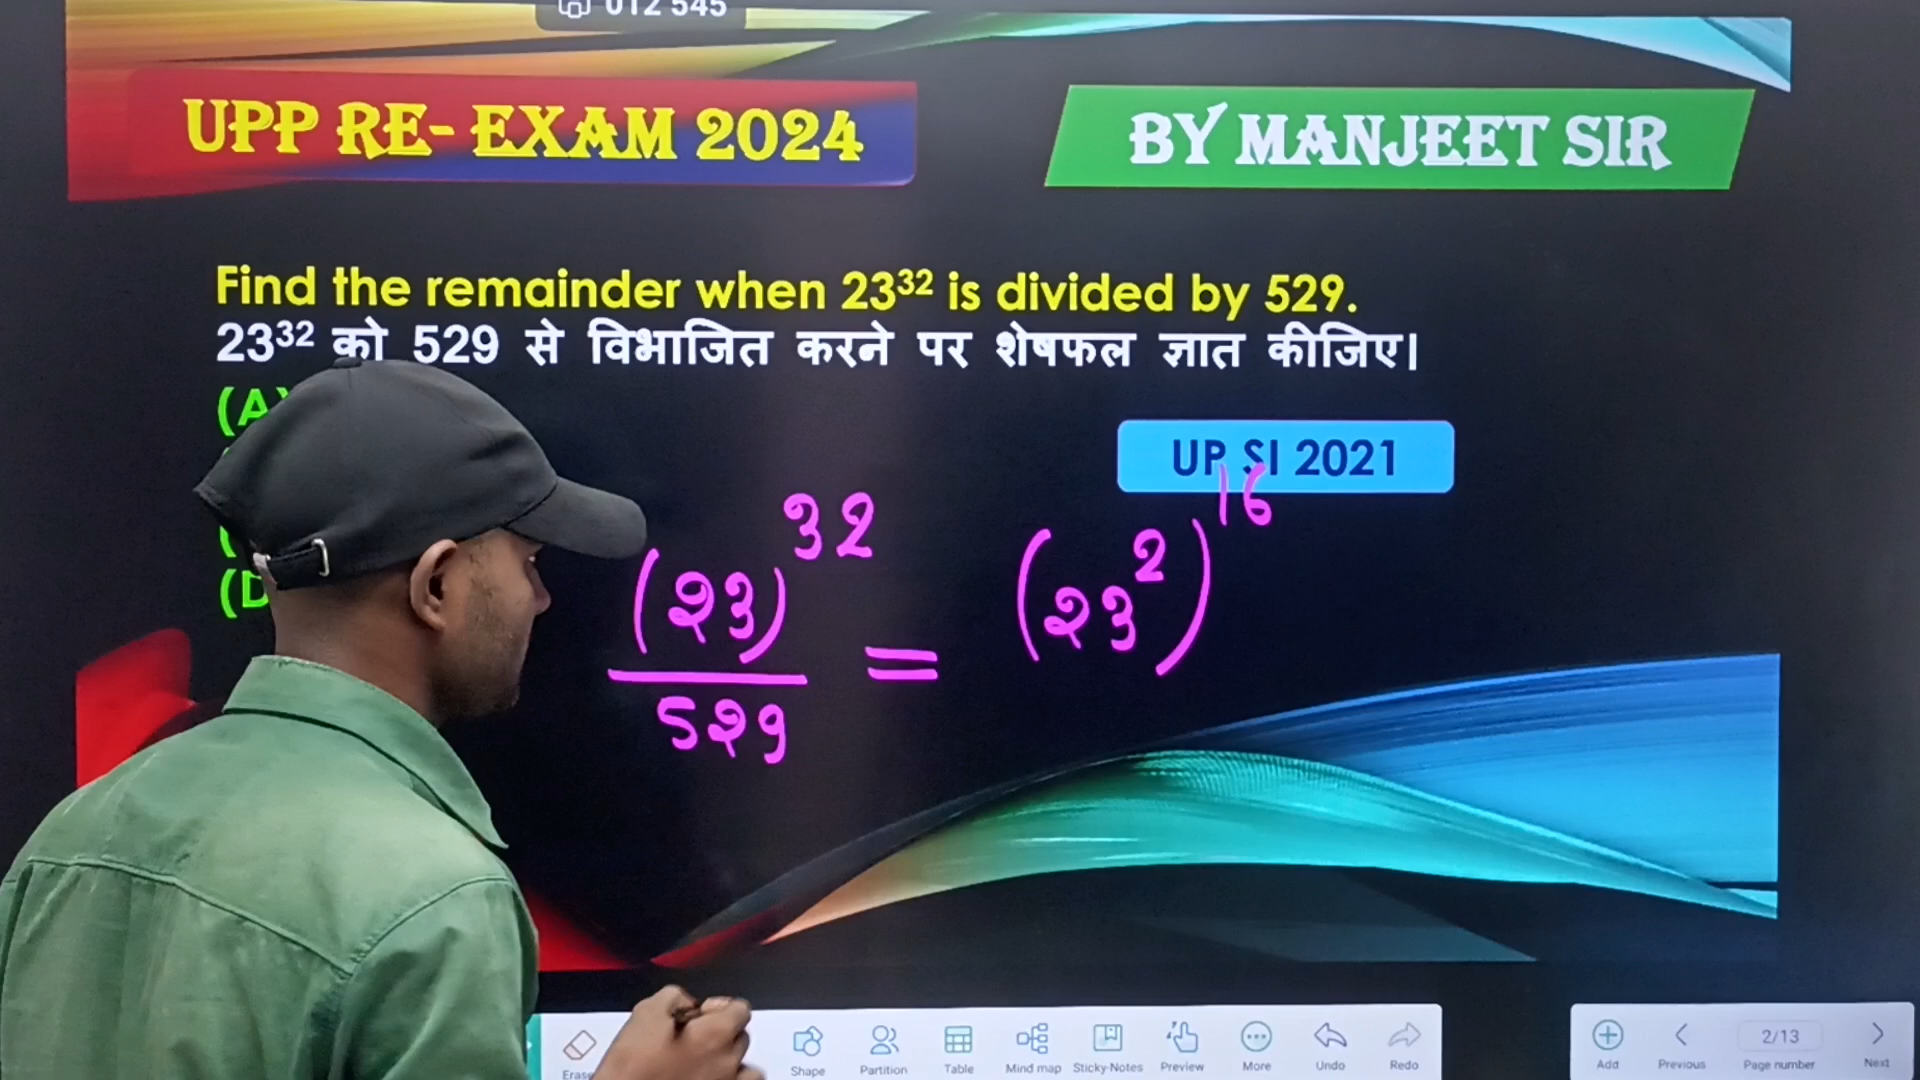 012 545
UPP RE- EXAM 2024
BY MANJEET SIR
Find the remainder when 23³² is divided by 529.
23³² को 529 से विभाजित करने पर शेषफल ज्ञात कीजिए।
(A)
UP SI 2021
(D
(23)³² / 529 = (23²)¹⁶
Shape Partition Table Mind map Sticky-Notes Preview More Undo Redo
Add Previous 2/13 Page number Next